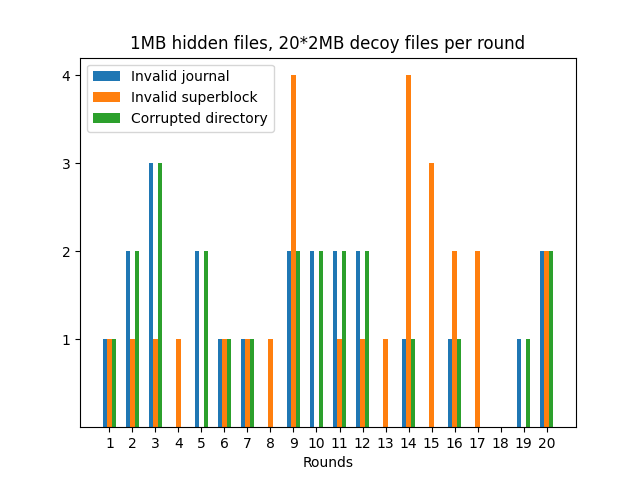 1MB hidden files, 20*2MB decoy files per round
Invalid journal
Invalid superblock
Corrupted directory
4
3
2
1
1 2 3 4 5 6 7 8 9 10 11 12 13 14 15 16 17 18 19 20
Rounds